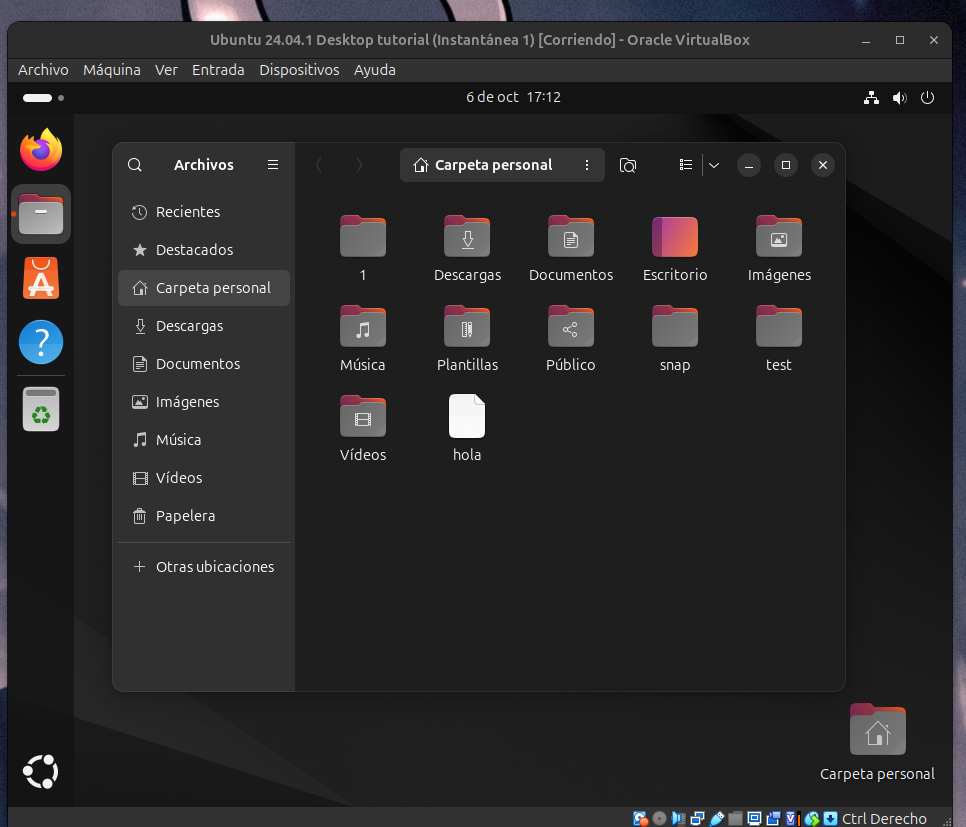 Ubuntu 24.04.1 Desktop tutorial (Instantánea 1) [Corriendo] - Oracle VirtualBox
Archivo Máquina Ver Entrada Dispositivos Ayuda
6 de oct 17:12
Archivos
Carpeta personal
Recientes
Destacados
Carpeta personal
Descargas
Documentos
Imágenes
Música
Vídeos
Papelera
Otras ubicaciones
1 Descargas Documentos Escritorio Imágenes
Música Plantillas Público snap test
Vídeos hola
Carpeta personal
Ctrl Derecho